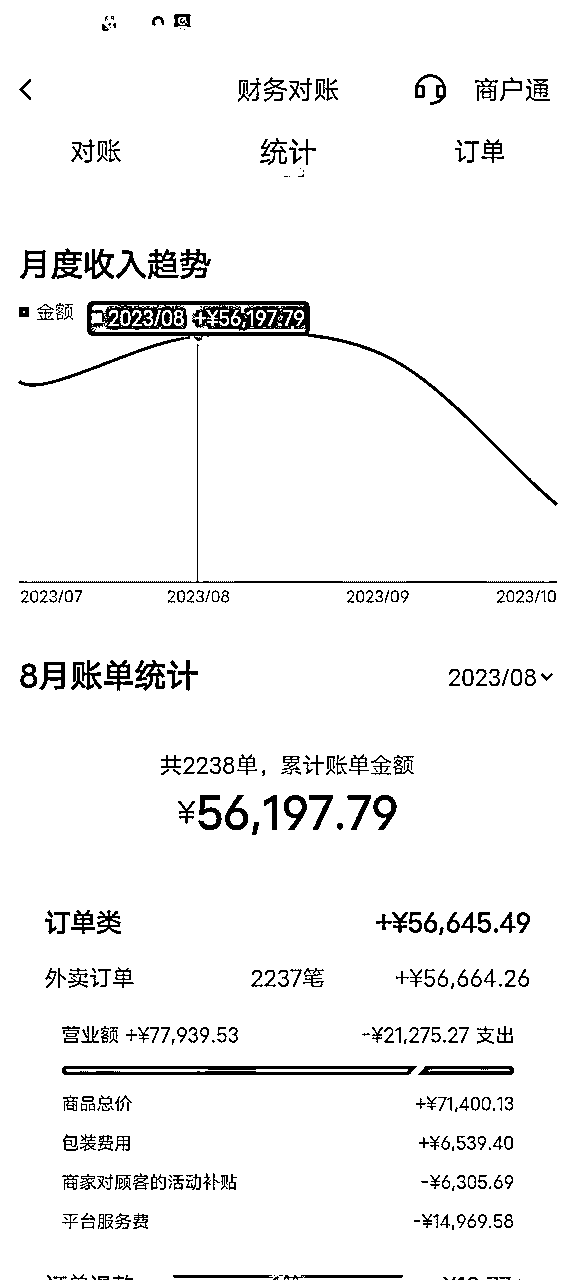 财务对账 商户通
对账 统计 订单
月度收入趋势
金额 2023/08 +¥56,197.79
2023/07 2023/08 2023/09 2023/10
8月账单统计 2023/08
共2238单，累计账单金额
¥56,197.79
订单类 +¥56,645.49
外卖订单 2237笔 +¥56,664.26
营业额 +¥77,939.53 -¥21,275.27 支出
商品总价 +¥71,400.13
包装费用 +¥6,539.40
商家对顾客的活动补贴 -¥6,305.69
平台服务费 -¥14,969.58